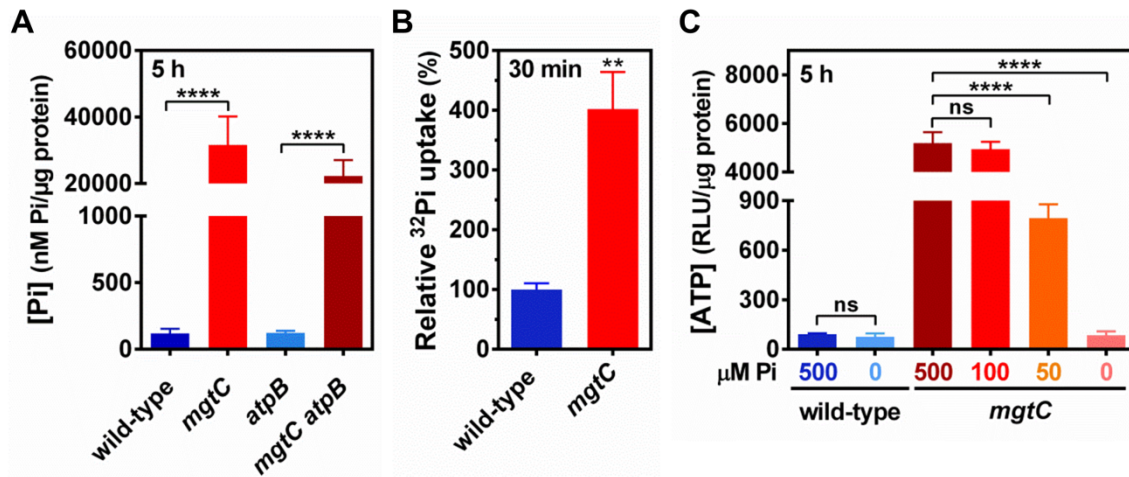 A
[Pi] (nM Pi/µg protein)
60000
40000
20000
1000
500
0
5 h
****
****
wild-type
mgtC
atpB
mgtC atpB
B
Relative ³²Pi uptake (%)
500
400
300
200
100
0
30 min
**
wild-type
mgtC
C
[ATP] (RLU/µg protein)
8000
6000
4000
900
600
300
0
5 h
****
****
ns
ns
µM Pi 500 0 500 100 50 0
wild-type mgtC